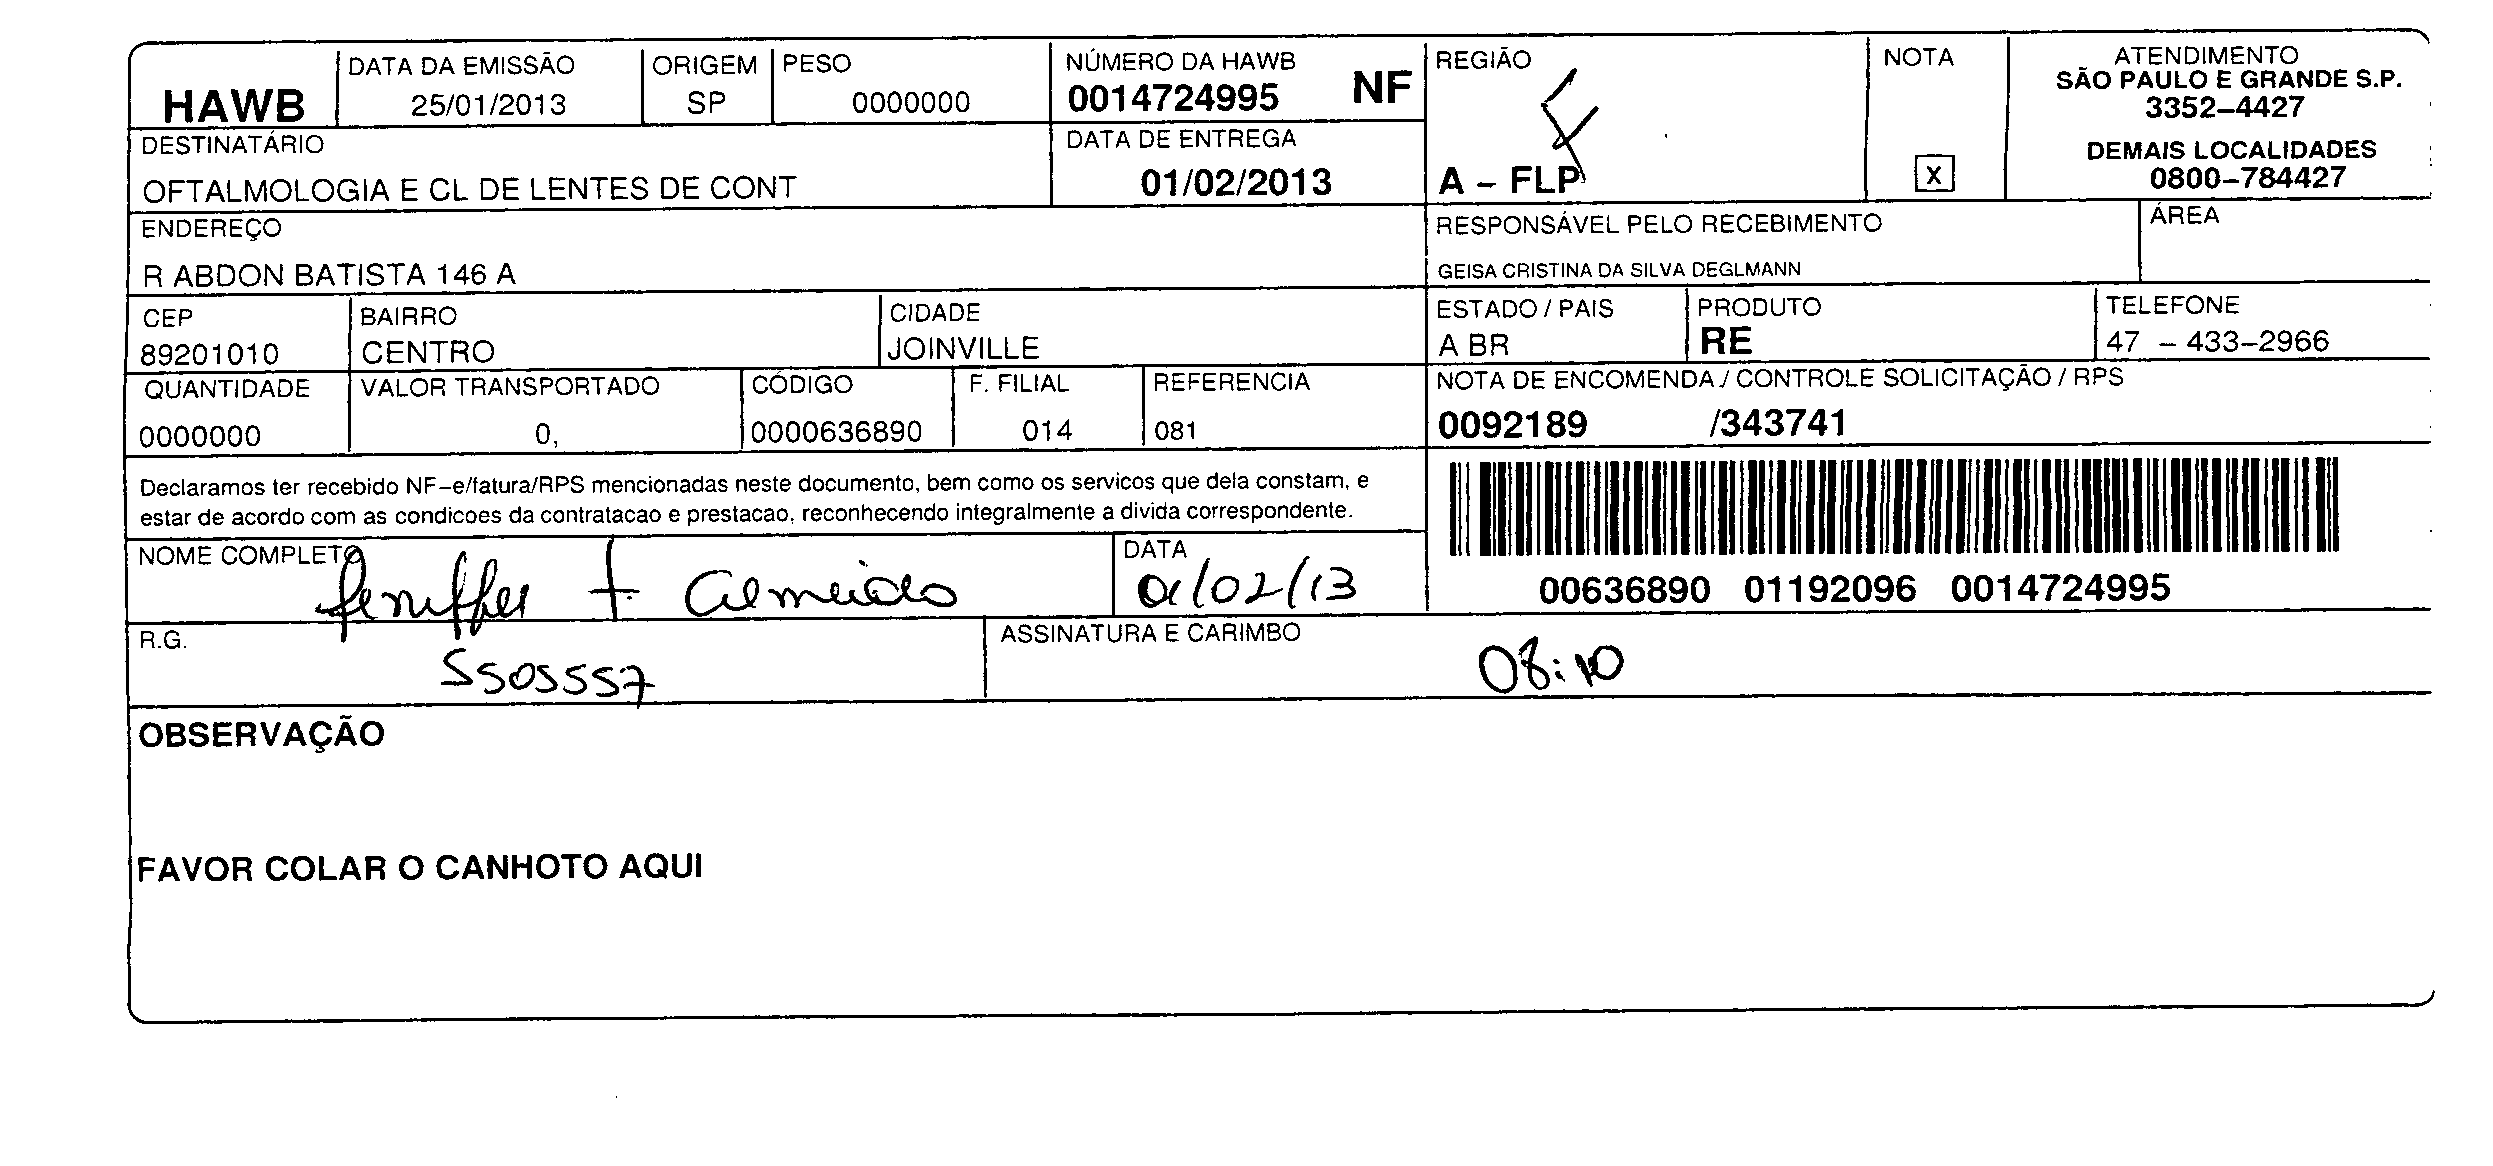 HAWB
DATA DA EMISSÃO
25/01/2013
ORIGEM
SP
PESO
0000000
NÚMERO DA HAWB
0014724995 NF
REGIÃO
A – FLP
NOTA
X
ATENDIMENTO
SÃO PAULO E GRANDE S.P.
3352–4427
DEMAIS LOCALIDADES
0800–784427
DESTINATÁRIO
OFTALMOLOGIA E CL DE LENTES DE CONT
DATA DE ENTREGA
01/02/2013
ENDEREÇO
R ABDON BATISTA 146 A
RESPONSÁVEL PELO RECEBIMENTO
GEISA CRISTINA DA SILVA DEGLMANN
ÁREA
CEP
89201010
BAIRRO
CENTRO
CIDADE
JOINVILLE
ESTADO / PAIS
A BR
PRODUTO
RE
TELEFONE
47 – 433–2966
QUANTIDADE
0000000
VALOR TRANSPORTADO
0,
CÓDIGO
0000636890
F. FILIAL
014
REFERENCIA
081
NOTA DE ENCOMENDA / CONTROLE SOLICITAÇÃO / RPS
0092189 /343741
Declaramos ter recebido NF–e/fatura/RPS mencionadas neste documento, bem como os servicos que dela constam, e
estar de acordo com as condicoes da contratacao e prestacao, reconhecendo integralmente a divida correspondente.
00636890 01192096 0014724995
NOME COMPLETO
Jeniffer F. Almeida
DATA
01/02/13
R.G.
5505557
ASSINATURA E CARIMBO
08:10
OBSERVAÇÃO
FAVOR COLAR O CANHOTO AQUI